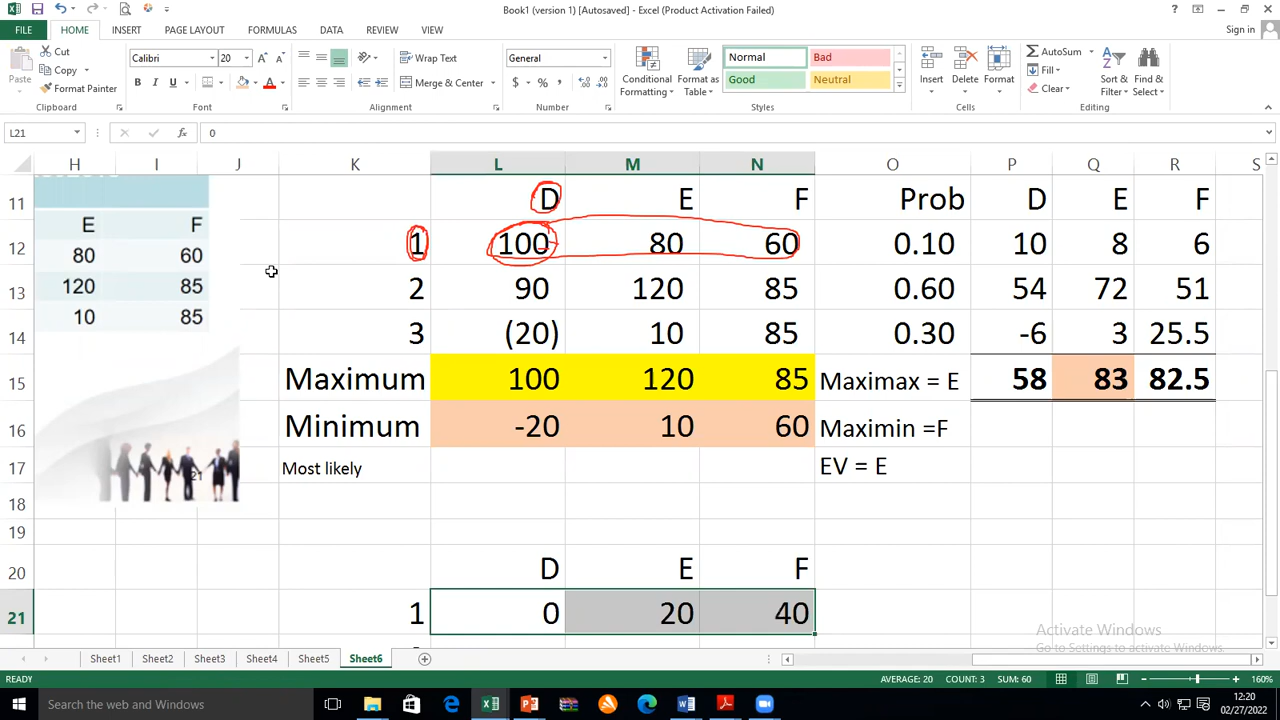 Book1 (version 1) [Autosaved] - Excel (Product Activation Failed)
FILE HOME INSERT PAGE LAYOUT FORMULAS DATA REVIEW VIEW Sign in
Paste Cut Copy Format Painter Clipboard
Calibri 20 B I U Font
Wrap Text Merge & Center Alignment
General $ % Number
Conditional Formatting Format as Table Normal Bad Good Neutral Styles
Insert Delete Format Cells
AutoSum Fill Clear Sort & Filter Find & Select Editing
L21 fx 0
H I J K L M N O P Q R S
11 D E F Prob D E F
E F
12 1 100 80 60 0.10 10 8 6
80 60
13 2 90 120 85 0.60 54 72 51
120 85
14 3 (20) 10 85 0.30 -6 3 25.5
10 85
15 Maximum 100 120 85 Maximax = E 58 83 82.5
16 Minimum -20 10 60 Maximin =F
17 Most likely EV = E
21
18
19
20 D E F
21 1 0 20 40
Activate Windows
Go to Settings to activate Windows.
Sheet1 Sheet2 Sheet3 Sheet4 Sheet5 Sheet6
READY AVERAGE: 20 COUNT: 3 SUM: 60 160%
Search the web and Windows
12:20
02/27/2022